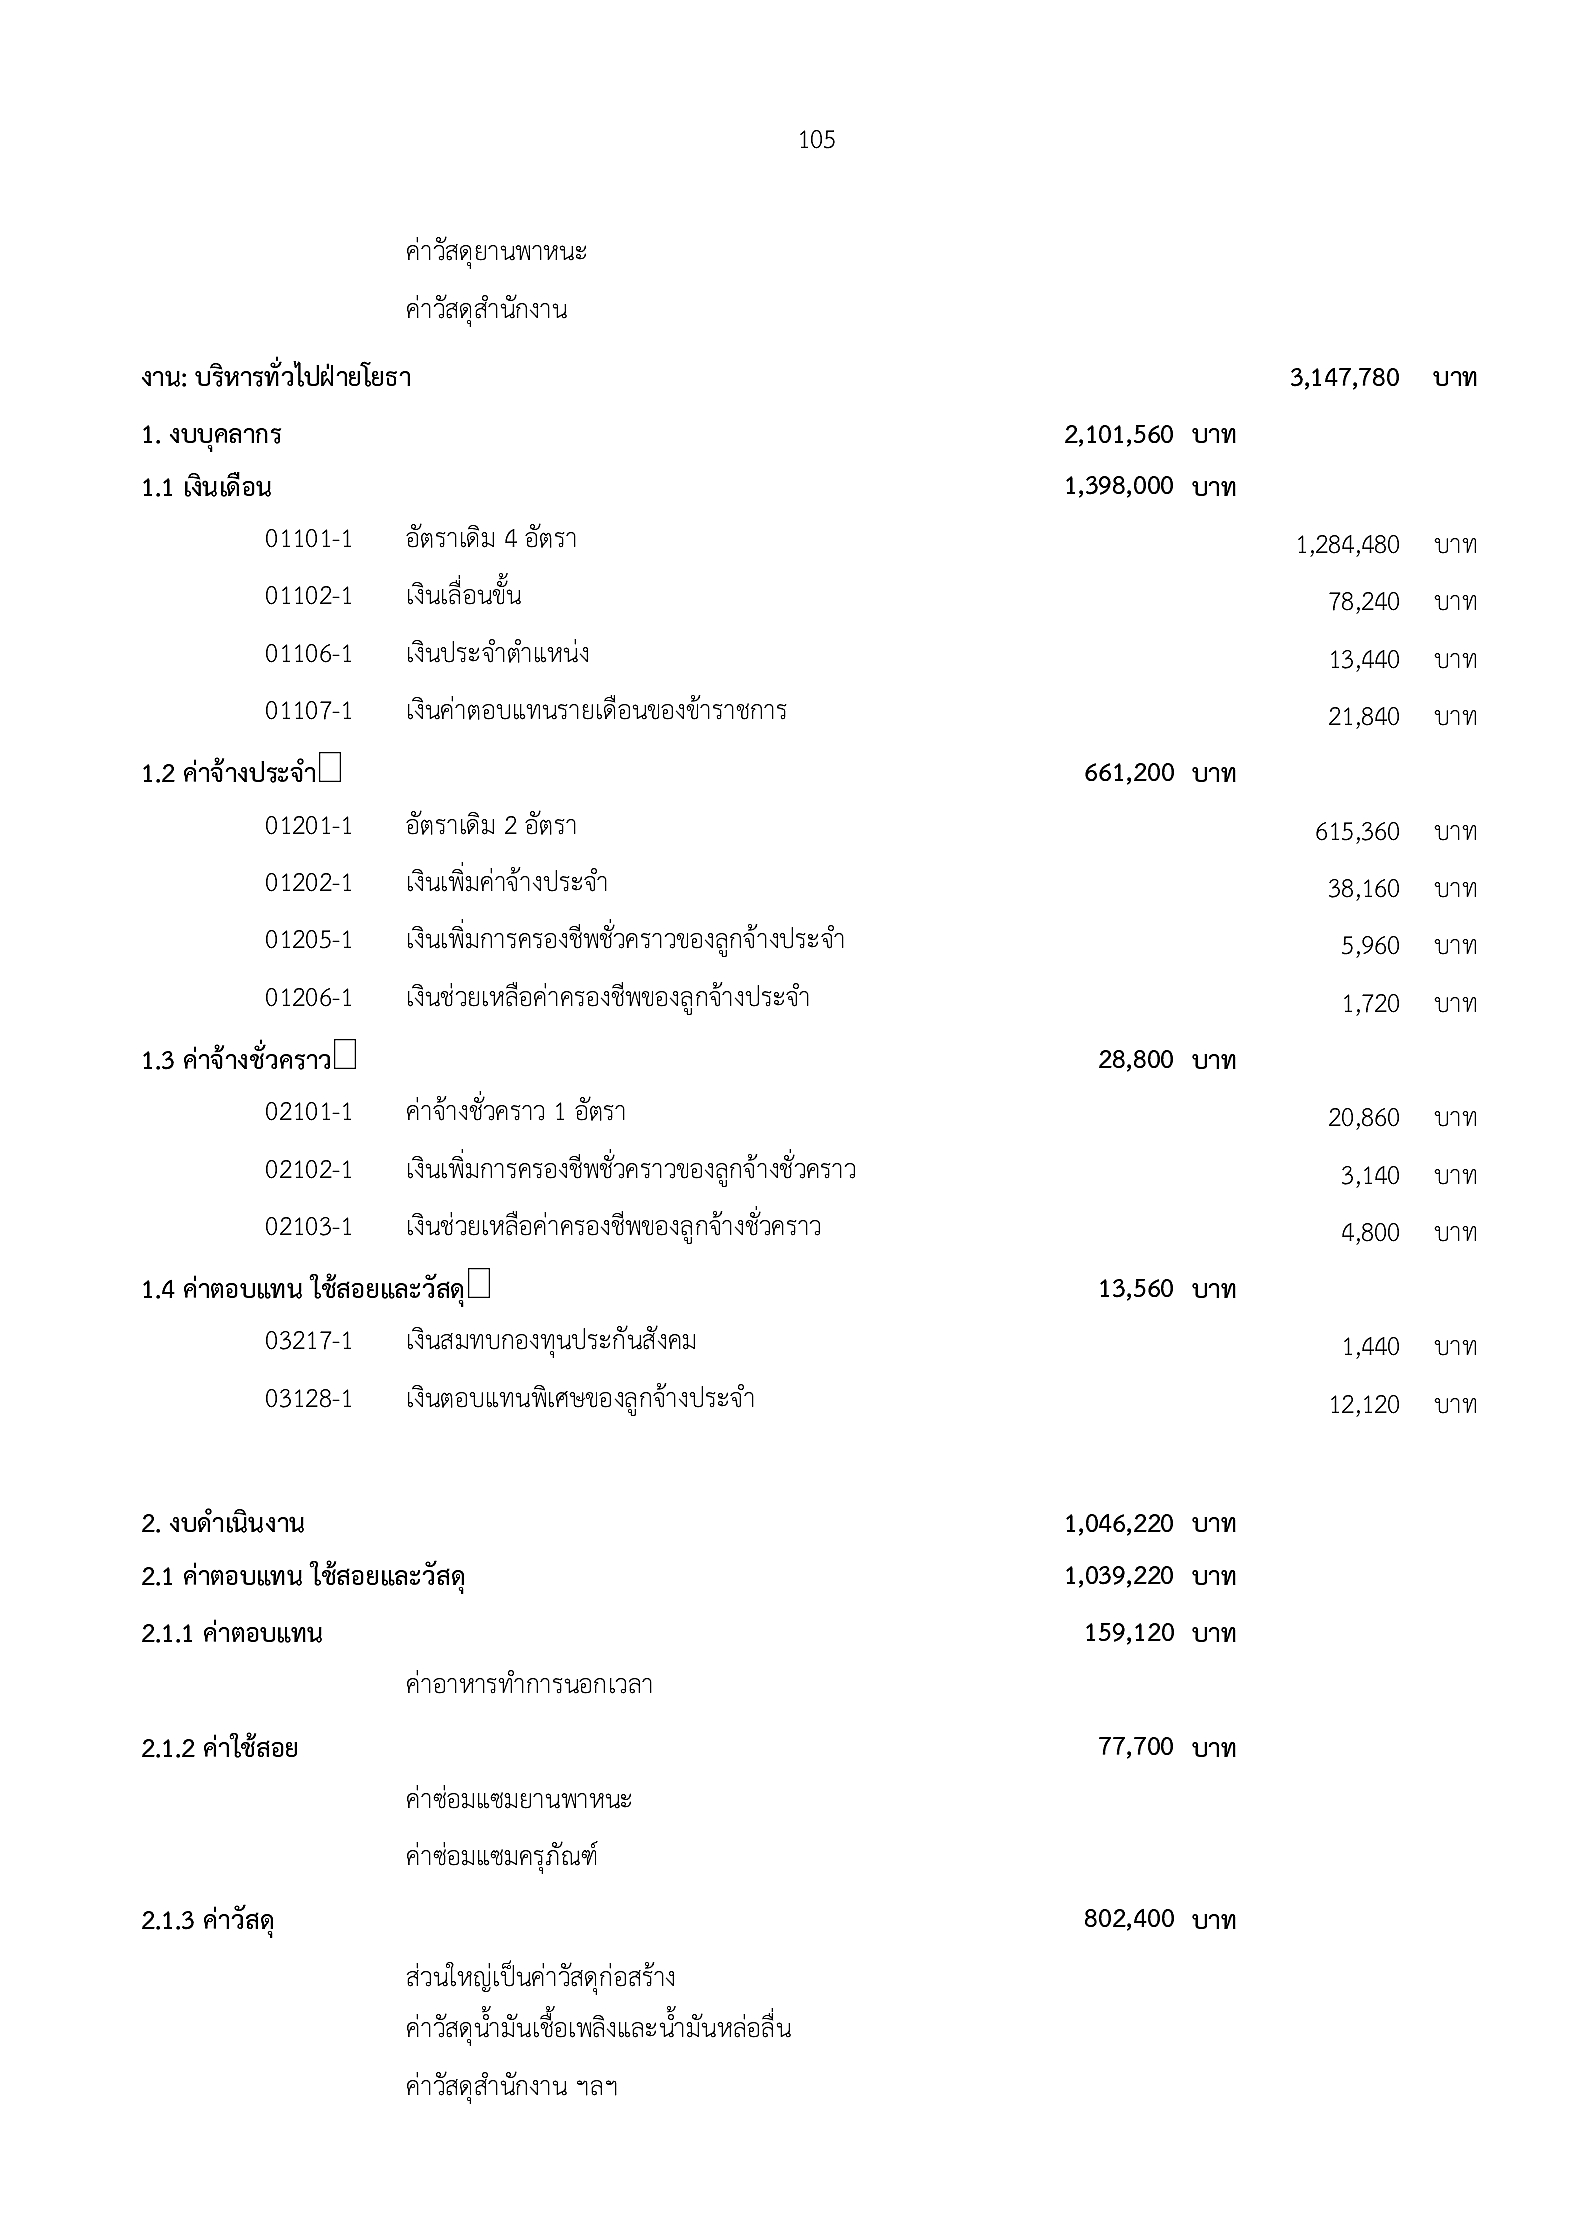 105
ค่าวัสดุยานพาหนะ
ค่าวัสดุสำนักงาน
งาน: บริหารทั่วไปฝ่ายโยธา 3,147,780 บาท
1. งบบุคลากร 2,101,560 บาท
1.1 เงินเดือน 1,398,000 บาท
01101-1 อัตราเดิม 4 อัตรา 1,284,480 บาท
01102-1 เงินเลื่อนขั้น 78,240 บาท
01106-1 เงินประจำตำแหน่ง 13,440 บาท
01107-1 เงินค่าตอบแทนรายเดือนของข้าราชการ 21,840 บาท
1.2 ค่าจ้างประจำ 661,200 บาท
01201-1 อัตราเดิม 2 อัตรา 615,360 บาท
01202-1 เงินเพิ่มค่าจ้างประจำ 38,160 บาท
01205-1 เงินเพิ่มการครองชีพชั่วคราวของลูกจ้างประจำ 5,960 บาท
01206-1 เงินช่วยเหลือค่าครองชีพของลูกจ้างประจำ 1,720 บาท
1.3 ค่าจ้างชั่วคราว 28,800 บาท
02101-1 ค่าจ้างชั่วคราว 1 อัตรา 20,860 บาท
02102-1 เงินเพิ่มการครองชีพชั่วคราวของลูกจ้างชั่วคราว 3,140 บาท
02103-1 เงินช่วยเหลือค่าครองชีพของลูกจ้างชั่วคราว 4,800 บาท
1.4 ค่าตอบแทน ใช้สอยและวัสดุ 13,560 บาท
03217-1 เงินสมทบกองทุนประกันสังคม 1,440 บาท
03128-1 เงินตอบแทนพิเศษของลูกจ้างประจำ 12,120 บาท
2. งบดำเนินงาน 1,046,220 บาท
2.1 ค่าตอบแทน ใช้สอยและวัสดุ 1,039,220 บาท
2.1.1 ค่าตอบแทน 159,120 บาท
ค่าอาหารทำการนอกเวลา
2.1.2 ค่าใช้สอย 77,700 บาท
ค่าซ่อมแซมยานพาหนะ
ค่าซ่อมแซมครุภัณฑ์
2.1.3 ค่าวัสดุ 802,400 บาท
ส่วนใหญ่เป็นค่าวัสดุก่อสร้าง
ค่าวัสดุน้ำมันเชื้อเพลิงและน้ำมันหล่อลื่น
ค่าวัสดุสำนักงาน ฯลฯ